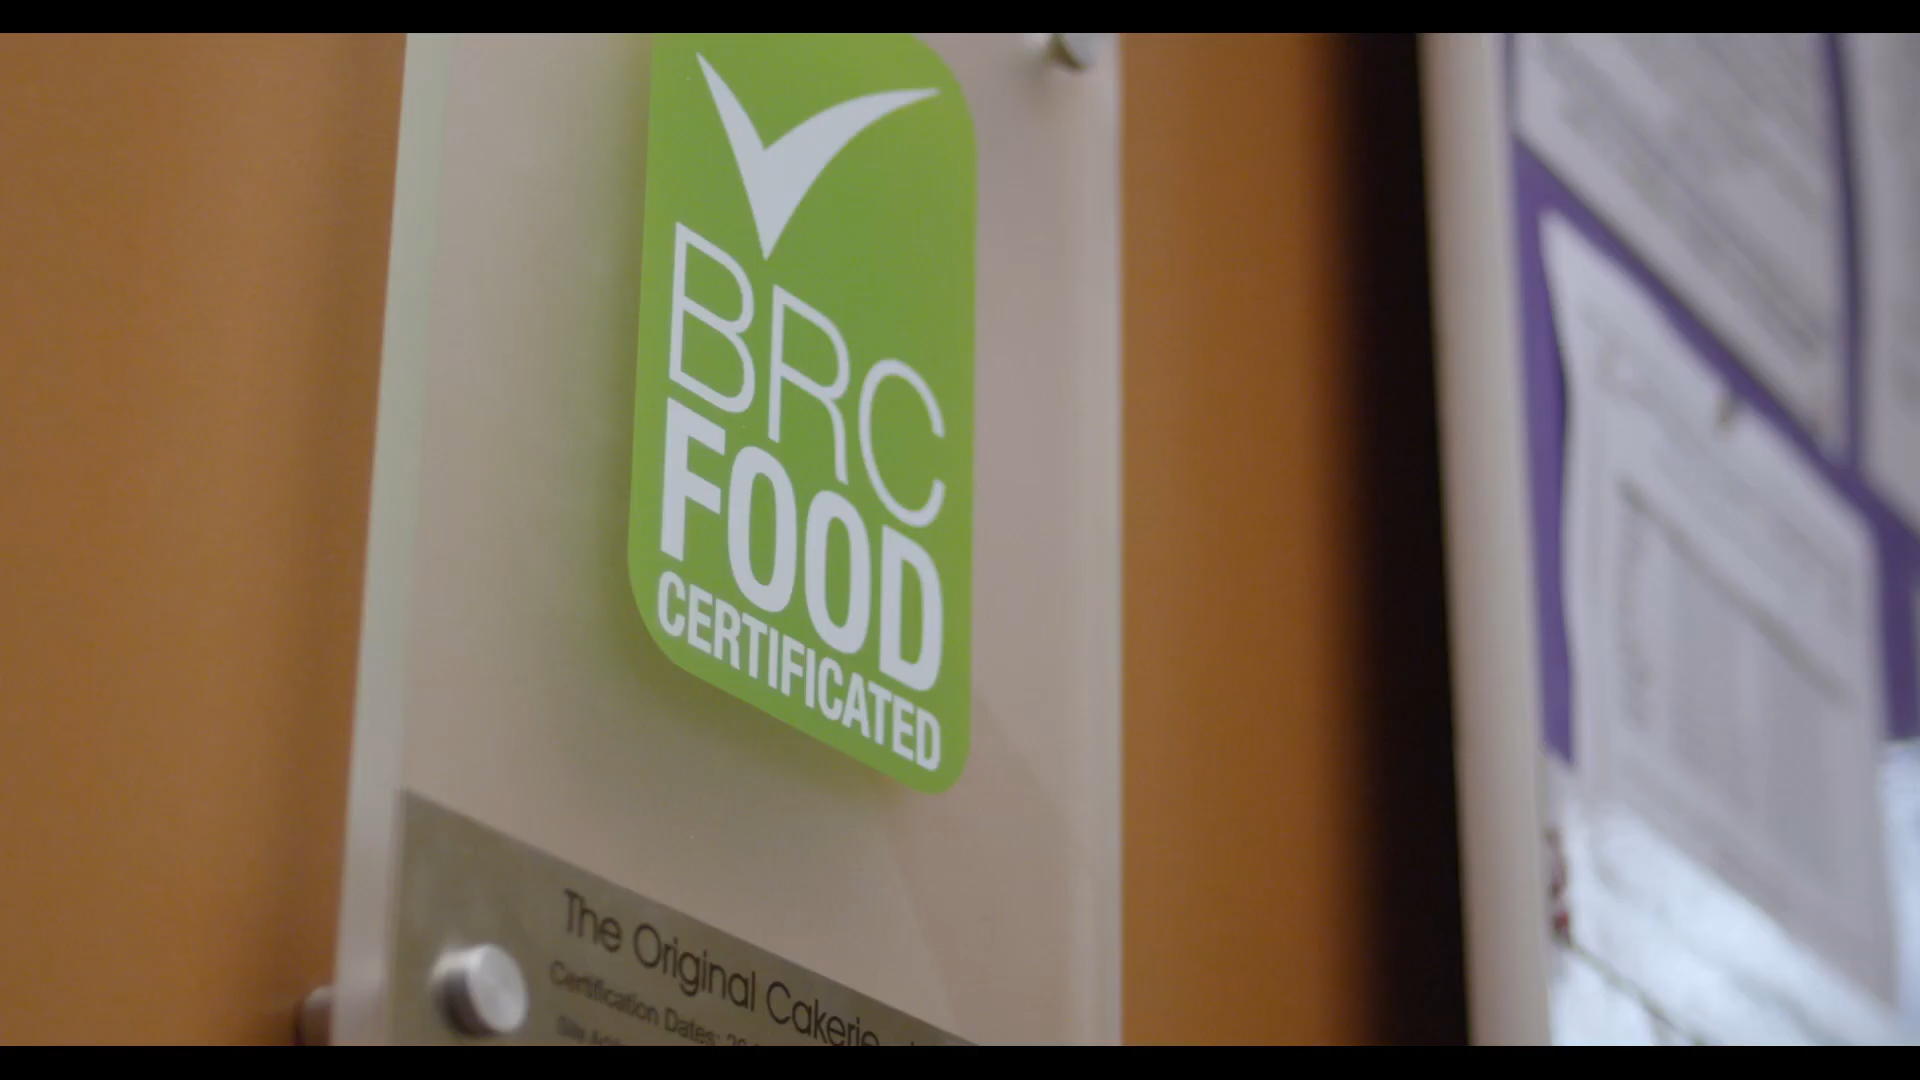 BRC
FOOD
CERTIFICATED
The Original Cakerie
Certification Dates: